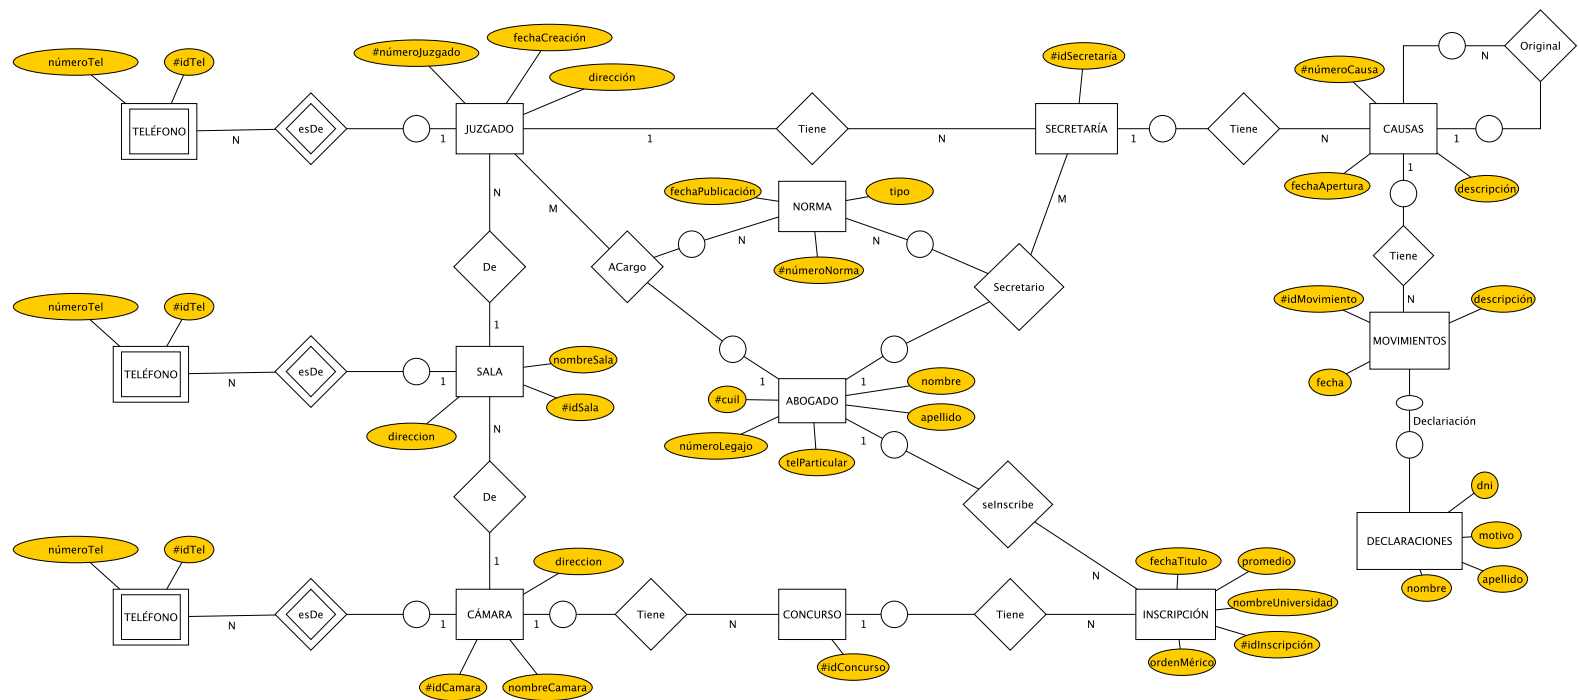 Original
fechaCreación
#númeroJuzgado
#idSecretaría
N
númeroTel
#idTel
#númeroCausa
dirección
TELÉFONO
esDe
JUZGADO
Tiene
SECRETARÍA
Tiene
CAUSAS
N
1
1
N
1
N
1
1
fechaPublicación
tipo
fechaApertura
descripción
N
M
NORMA
M
N
N
De
ACargo
#númeroNorma
Tiene
Secretario
númeroTel
#idTel
#idMovimiento
N
descripción
1
MOVIMIENTOS
TELÉFONO
esDe
SALA
nombreSala
N
1
1
1
nombre
fecha
#cuil
ABOGADO
#idSala
apellido
direccion
Declariación
N
númeroLegajo
1
telParticular
dni
De
seInscribe
motivo
DECLARACIONES
númeroTel
#idTel
direccion
fechaTitulo
promedio
1
N
apellido
nombre
nombreUniversidad
TELÉFONO
esDe
CÁMARA
Tiene
CONCURSO
Tiene
INSCRIPCIÓN
N
1
1
N
1
N
#idInscripción
ordenMérico
#idConcurso
#idCamara
nombreCamara